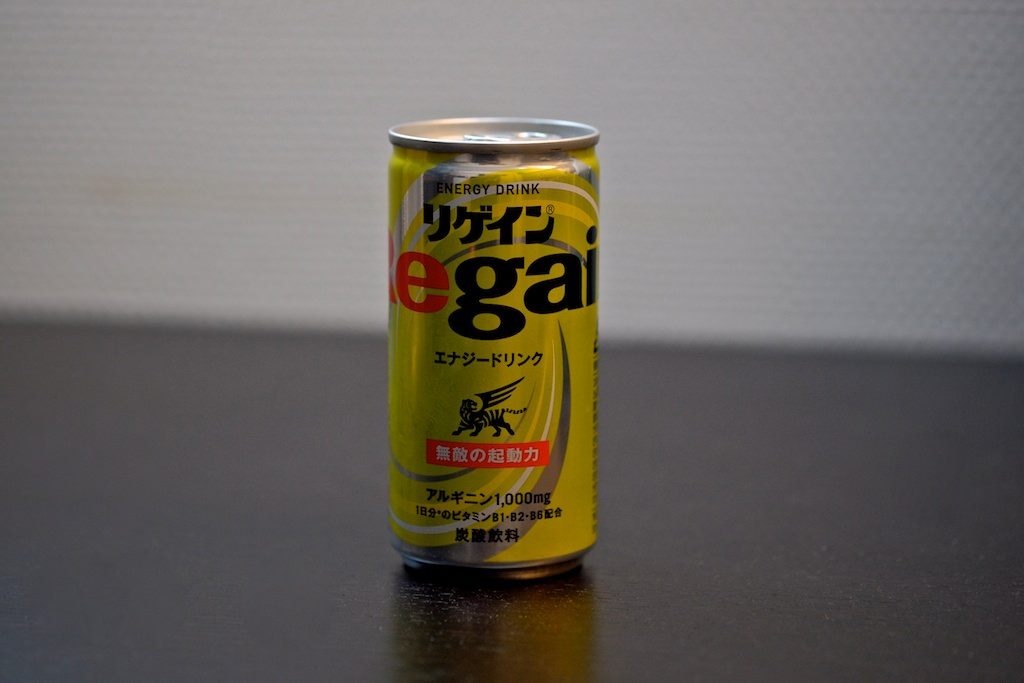 ENERGY DRINK
リゲイン®
Regai
エナジードリンク
無敵の起動力
アルギニン1,000mg
1日分*のビタミンB1・B2・B6配合
炭酸飲料